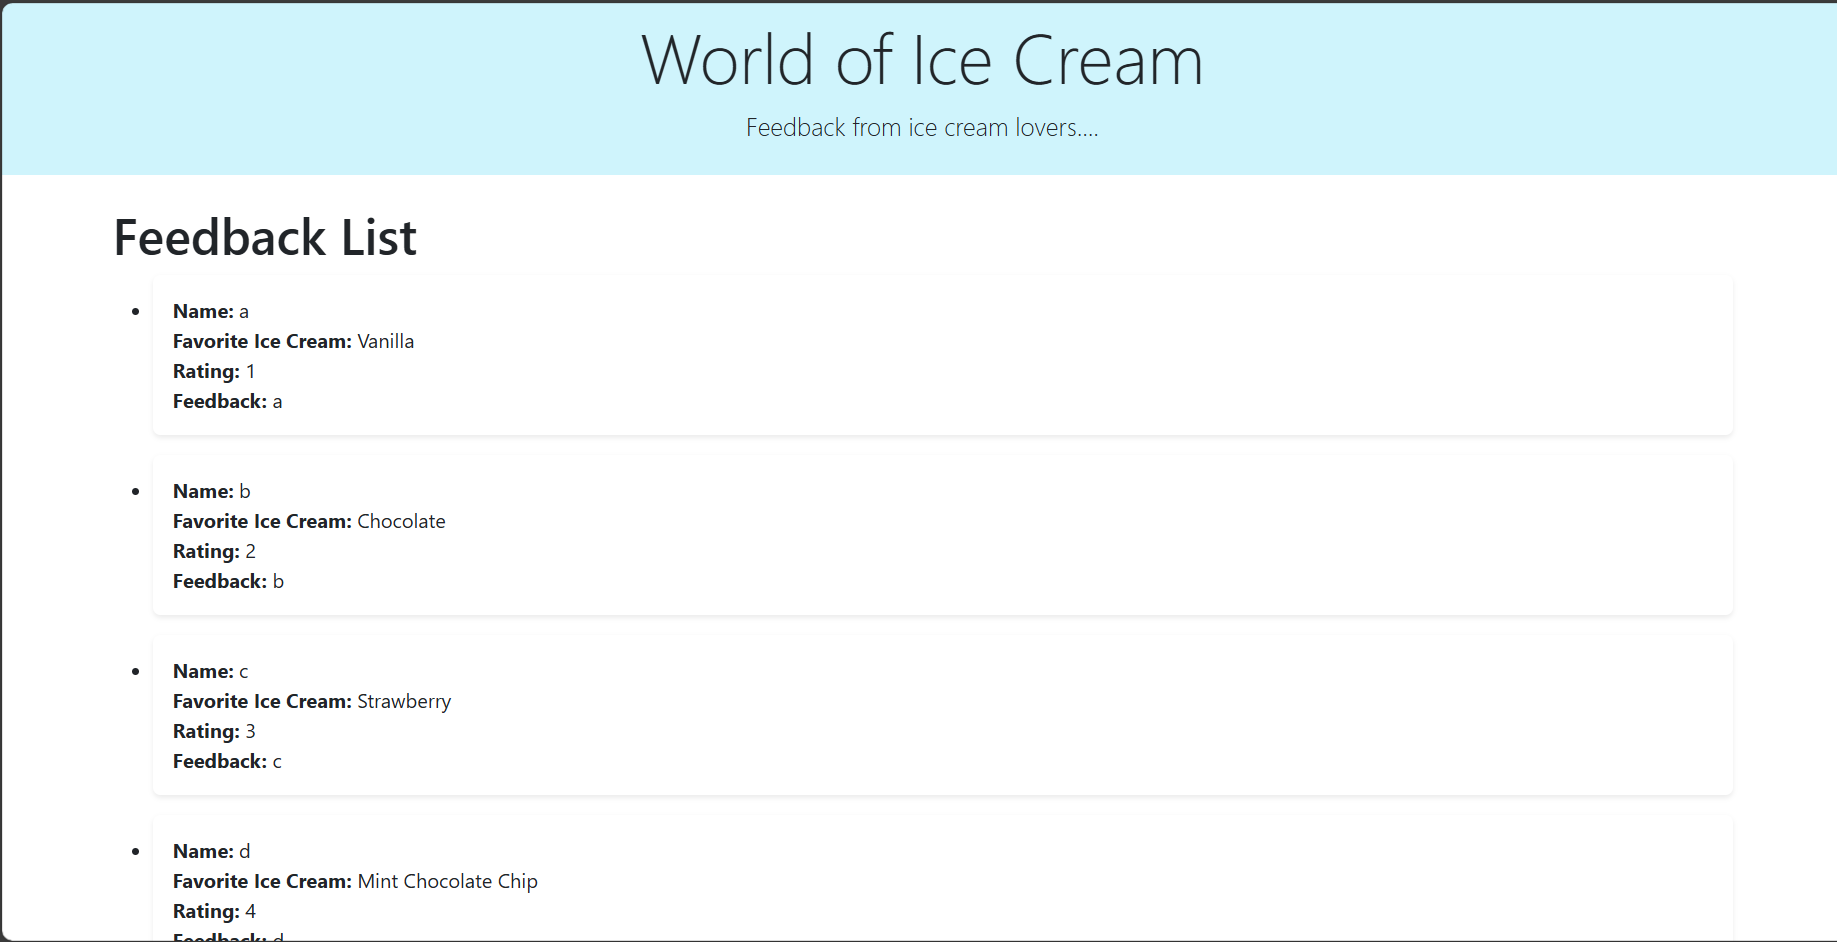 World of Ice Cream
Feedback from ice cream lovers....
Feedback List
Name: a
Favorite Ice Cream: Vanilla
Rating: 1
Feedback: a
Name: b
Favorite Ice Cream: Chocolate
Rating: 2
Feedback: b
Name: c
Favorite Ice Cream: Strawberry
Rating: 3
Feedback: c
Name: d
Favorite Ice Cream: Mint Chocolate Chip
Rating: 4
Feedback: d